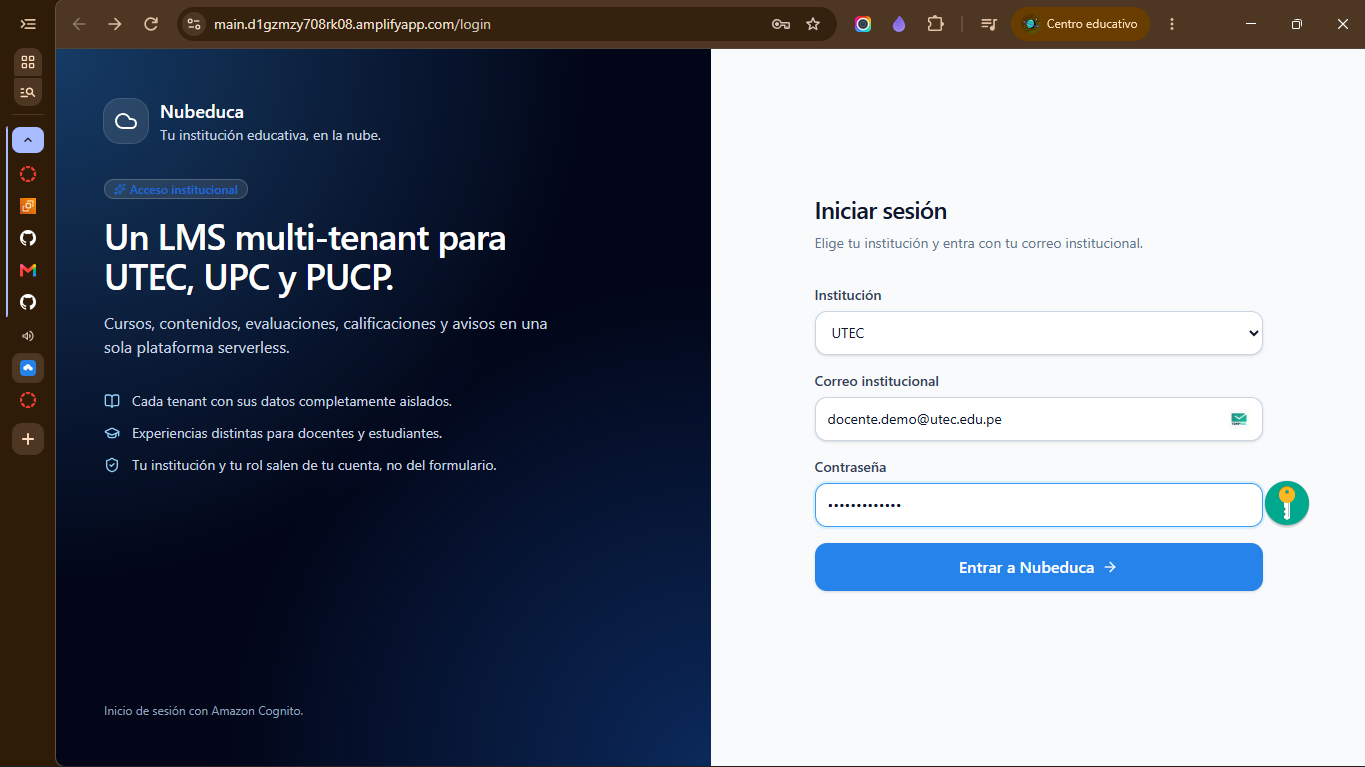 main.d1gzmzy708rk08.amplifyapp.com/login
Centro educativo
Nubeduca
Tu institución educativa, en la nube.
Acceso institucional
Un LMS multi-tenant para
UTEC, UPC y PUCP.
Cursos, contenidos, evaluaciones, calificaciones y avisos en una
sola plataforma serverless.
Cada tenant con sus datos completamente aislados.
Experiencias distintas para docentes y estudiantes.
Tu institución y tu rol salen de tu cuenta, no del formulario.
Inicio de sesión con Amazon Cognito.
Iniciar sesión
Elige tu institución y entra con tu correo institucional.
Institución
UTEC
Correo institucional
docente.demo@utec.edu.pe
Contraseña
•••••••••••••
Entrar a Nubeduca →